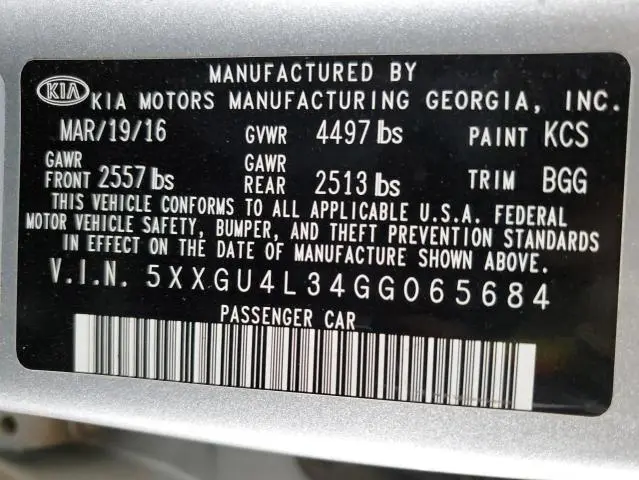 MANUFACTURED BY
KIA KIA MOTORS MANUFACTURING GEORGIA, INC.
MAR/19/16 GVWR 4497 lbs PAINT KCS
GAWR FRONT 2557 lbs GAWR REAR 2513 lbs TRIM BGG
THIS VEHICLE CONFORMS TO ALL APPLICABLE U.S.A. FEDERAL
MOTOR VEHICLE SAFETY, BUMPER, AND THEFT PREVENTION STANDARDS
IN EFFECT ON THE DATE OF MANUFACTURE SHOWN ABOVE.
V.I.N. 5XXGU4L34GG065684
PASSENGER CAR